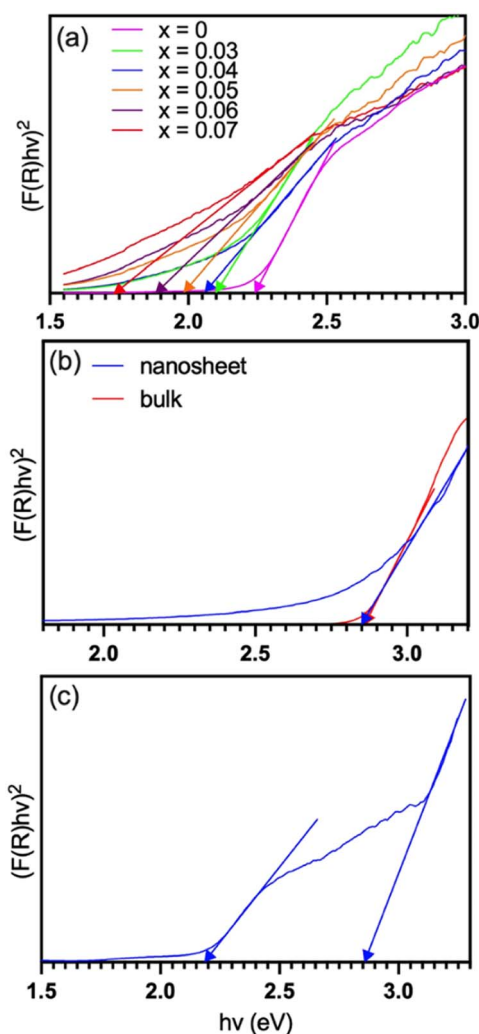 (a)
x = 0
x = 0.03
x = 0.04
x = 0.05
x = 0.06
x = 0.07
(F(R)hv)²
1.5 2.0 2.5 3.0
(b)
nanosheet
bulk
(F(R)hv)²
2.0 2.5 3.0
(c)
(F(R)hv)²
1.5 2.0 2.5 3.0
hv (eV)